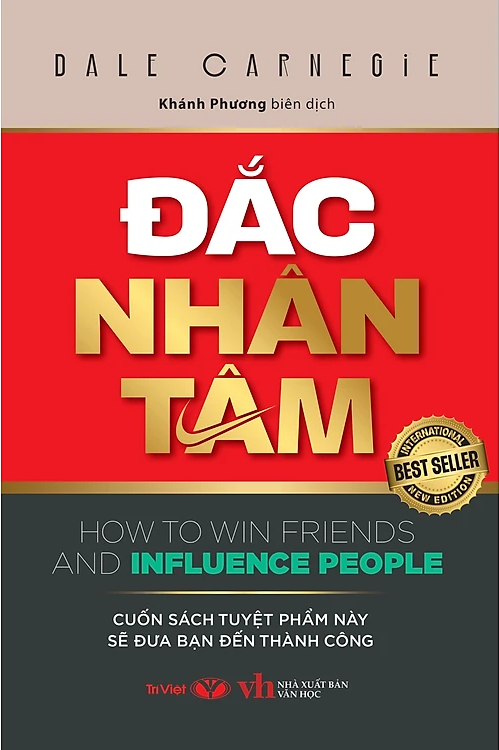 DALE CARNEGiE
Khánh Phương biên dịch
ĐẮC
NHÂN
TÂM
INTERNATIONAL
BEST SELLER
NEW EDITION
HOW TO WIN FRIENDS
AND INFLUENCE PEOPLE
CUỐN SÁCH TUYỆT PHẨM NÀY
SẼ ĐƯA BẠN ĐẾN THÀNH CÔNG
Trí Việt
vh NHÀ XUẤT BẢN
VĂN HỌC